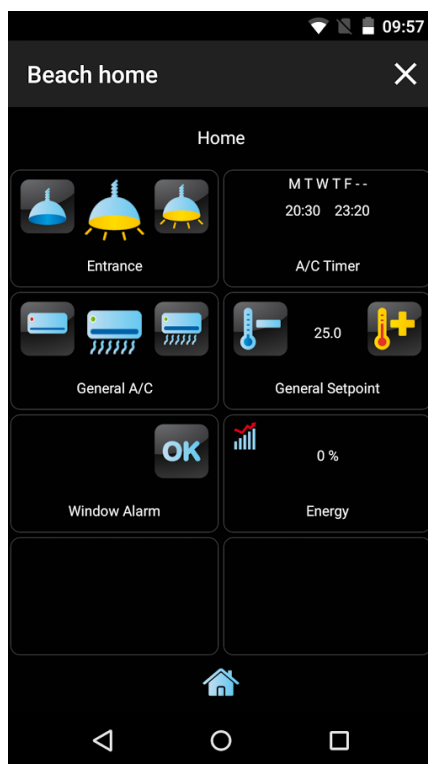 09:57
Beach home
Home
Entrance
M T W T F - -
20:30 23:20
A/C Timer
General A/C
25.0
General Setpoint
OK
Window Alarm
0 %
Energy